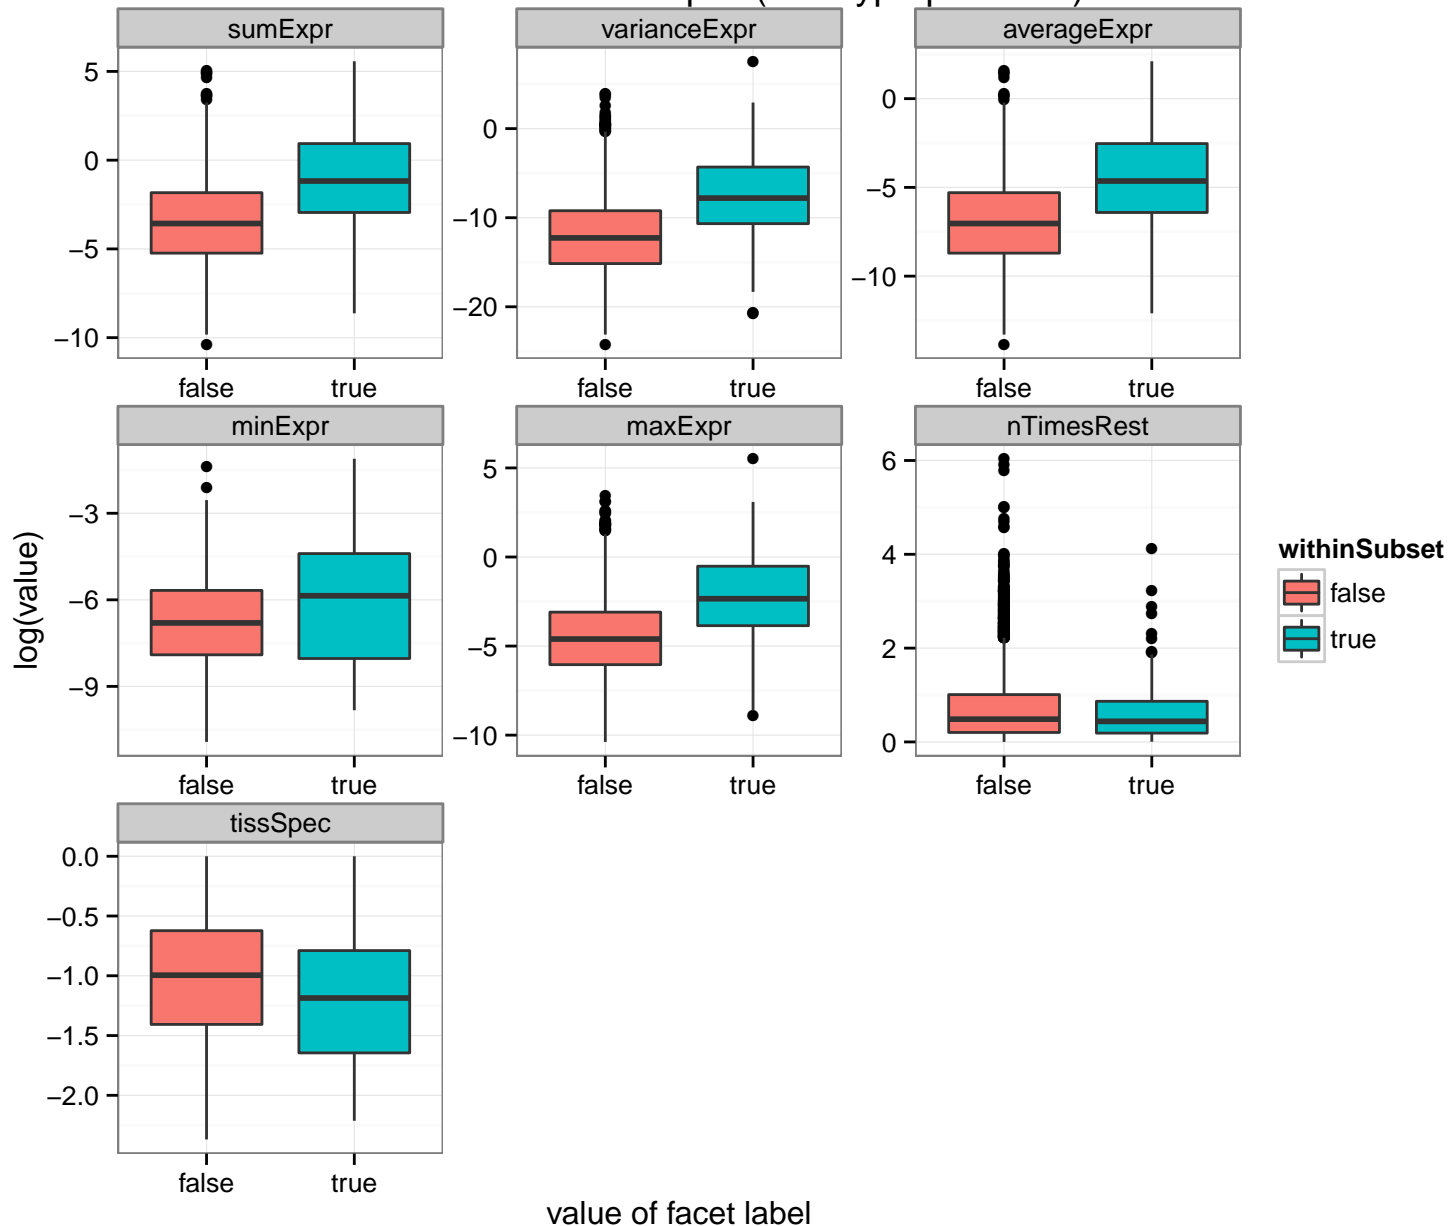 sumExpr varianceExpr averageExpr
5
0
−5
−10
0
−10
−20
0
−5
−10
false true false true false true
minExpr maxExpr nTimesRest
−3
−6
−9
5
0
−5
−10
6
4
2
0
false true false true false true
tissSpec
0.0
−0.5
−1.0
−1.5
−2.0
false true
log(value)
value of facet label
withinSubset
false
true